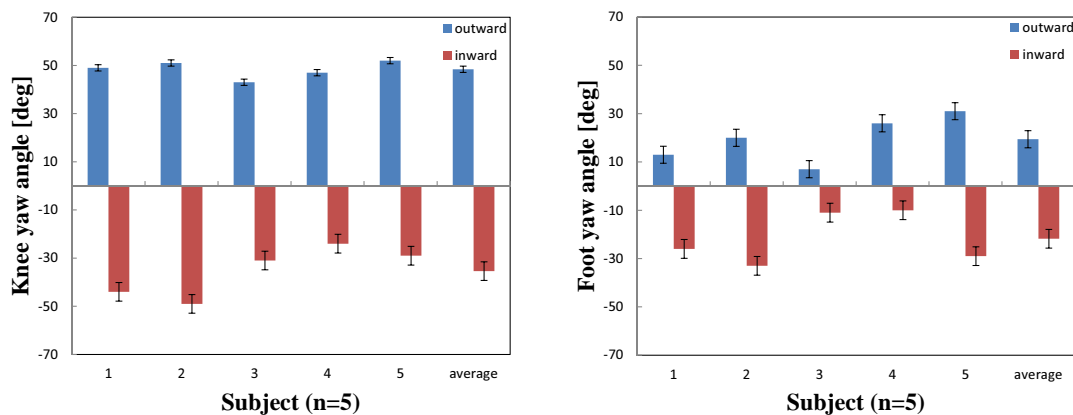 70
50
30
10
-10
-30
-50
-70
Knee yaw angle [deg]
outward
inward
1 2 3 4 5 average
Subject (n=5)
70
50
30
10
-10
-30
-50
-70
Foot yaw angle [deg]
outward
inward
1 2 3 4 5 average
Subject (n=5)